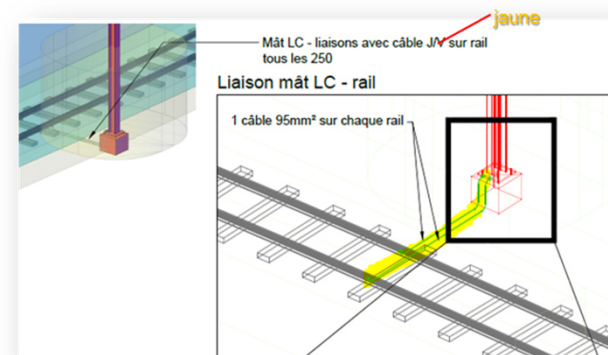 jaune
Mât LC - liaisons avec câble J/V sur rail
tous les 250
Liaison mât LC - rail
1 câble 95mm² sur chaque rail